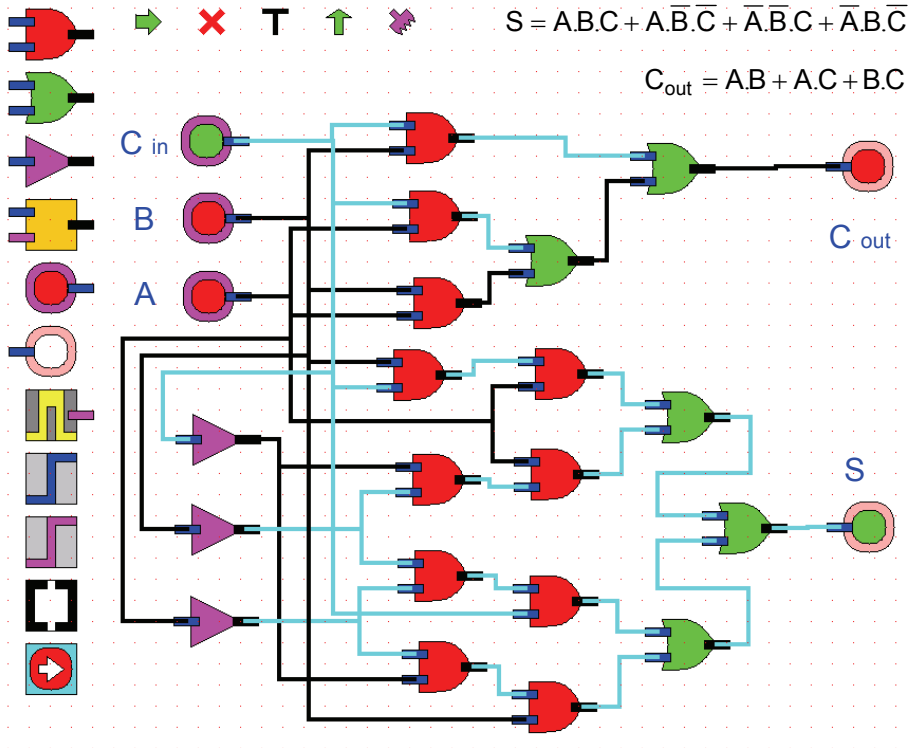 S = A.B.C + A.B̅.C̅ + A̅.B̅.C + A̅.B.C̅
C_out = A.B + A.C + B.C
C in
B
A
C out
S